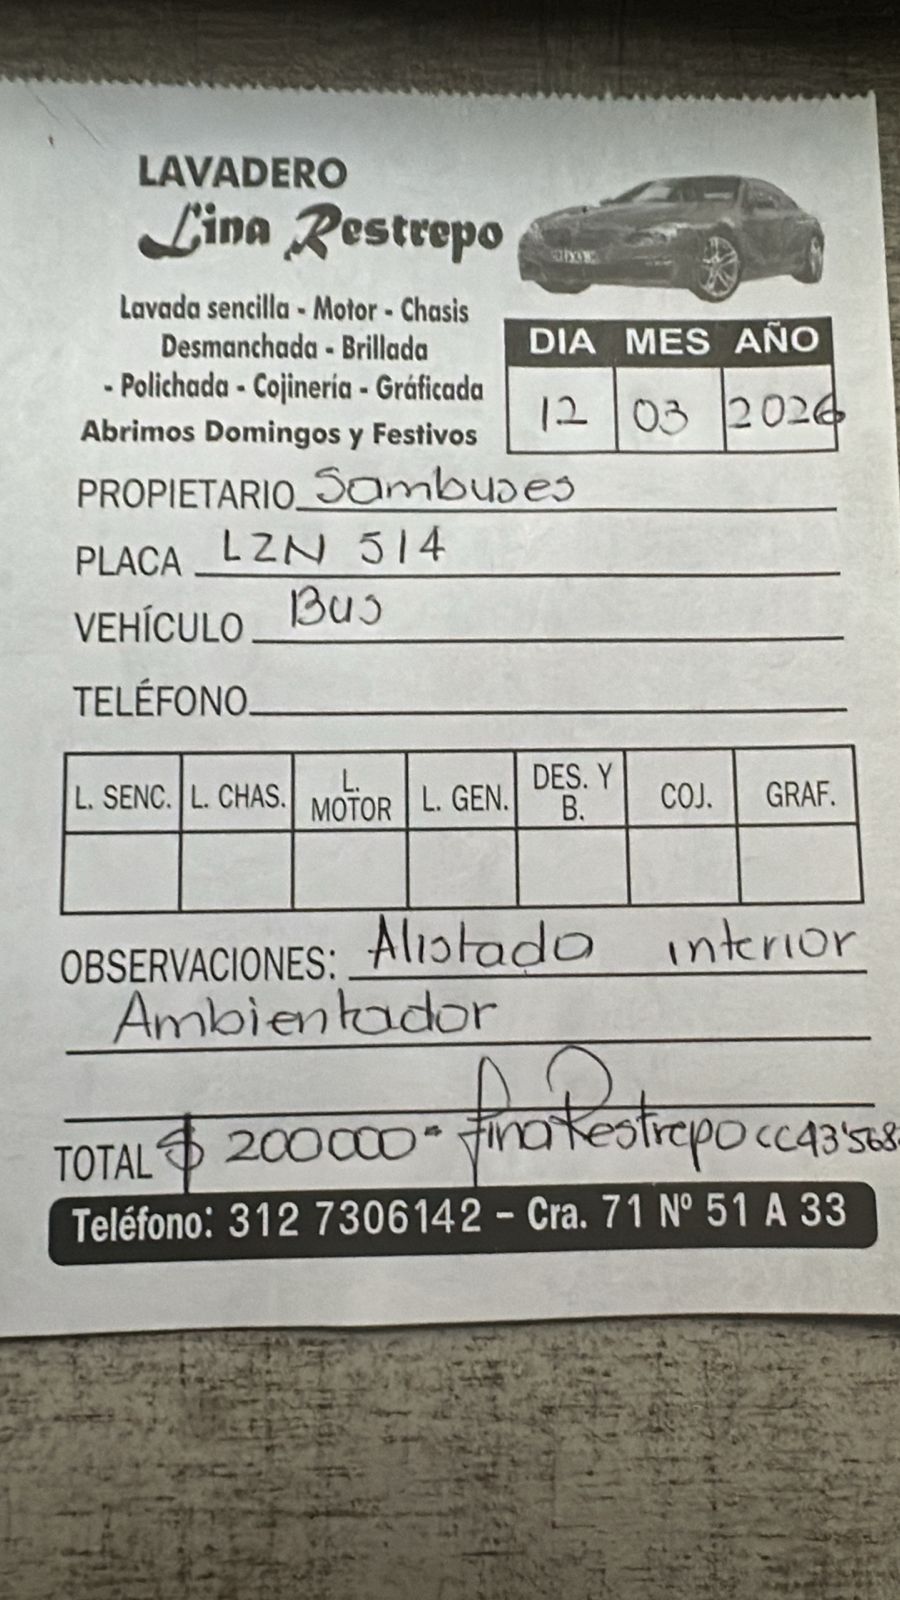 LAVADERO
Lina Restrepo
Lavada sencilla - Motor - Chasis
Desmanchada - Brillada
- Polichada - Cojinería - Gráficada
Abrimos Domingos y Festivos
DIA MES AÑO
12 03 2026
PROPIETARIO Sambuses
PLACA LZN 514
VEHÍCULO Bus
TELÉFONO
L. SENC. L. CHAS. L. MOTOR L. GEN. DES. Y B. COJ. GRAF.
OBSERVACIONES: Alistado interior
Ambientador
TOTAL $ 200000= Lina Restrepo cc43'568
Teléfono: 312 7306142 - Cra. 71 Nº 51 A 33